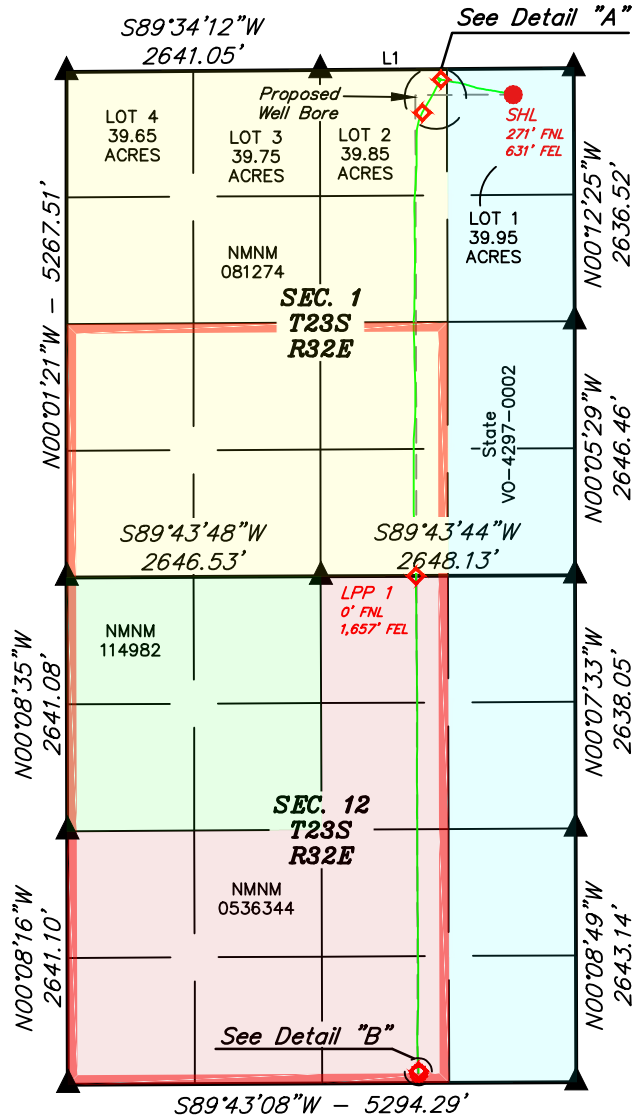 See Detail "A"
S89°34'12"W
2641.05'
L1
Proposed
Well Bore
SHL
271' FNL
631' FEL
LOT 4
39.65
ACRES
LOT 3
39.75
ACRES
LOT 2
39.85
ACRES
LOT 1
39.95
ACRES
N00°12'25"W
2636.52'
N00°01'21"W - 5267.51'
NMNM
081274
SEC. 1
T23S
R32E
State
VO-4297-0002
N00°05'29"W
2646.46'
S89°43'48"W
2646.53'
S89°43'44"W
2648.13'
LPP 1
0' FNL
1,657' FEL
NMNM
114982
N00°08'35"W
2641.08'
N00°07'33"W
2638.05'
SEC. 12
T23S
R32E
NMNM
0536344
N00°08'16"W
2641.10'
N00°08'49"W
2643.14'
See Detail "B"
S89°43'08"W - 5294.29'